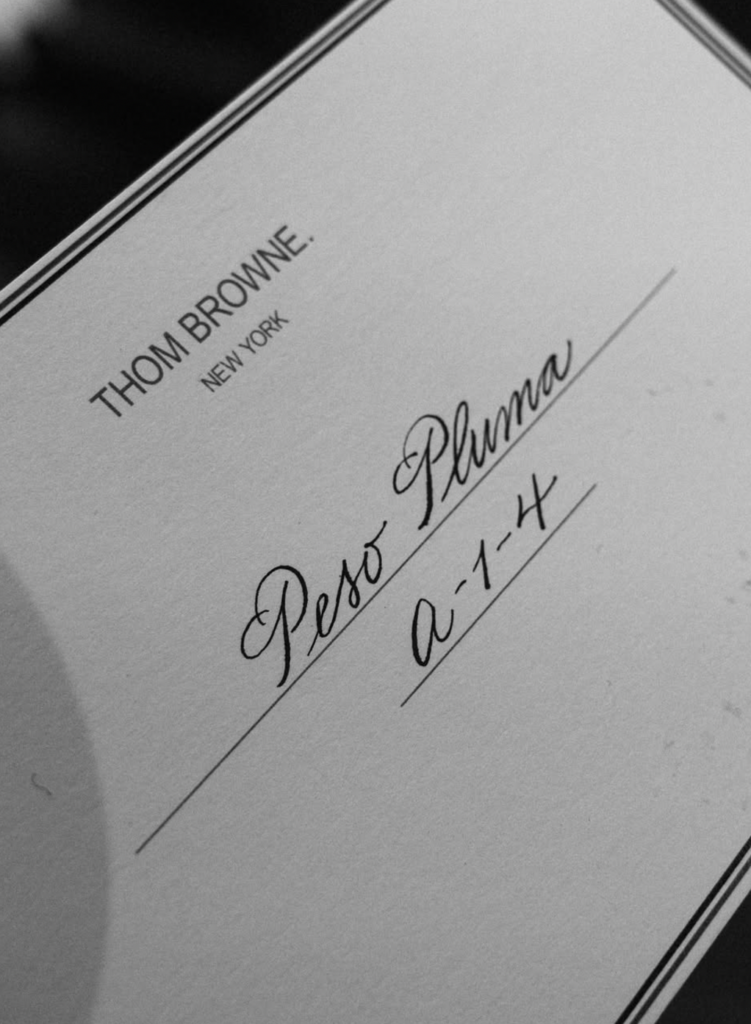 THOM BROWNE.
NEW YORK
Peso Pluma
a-1-4